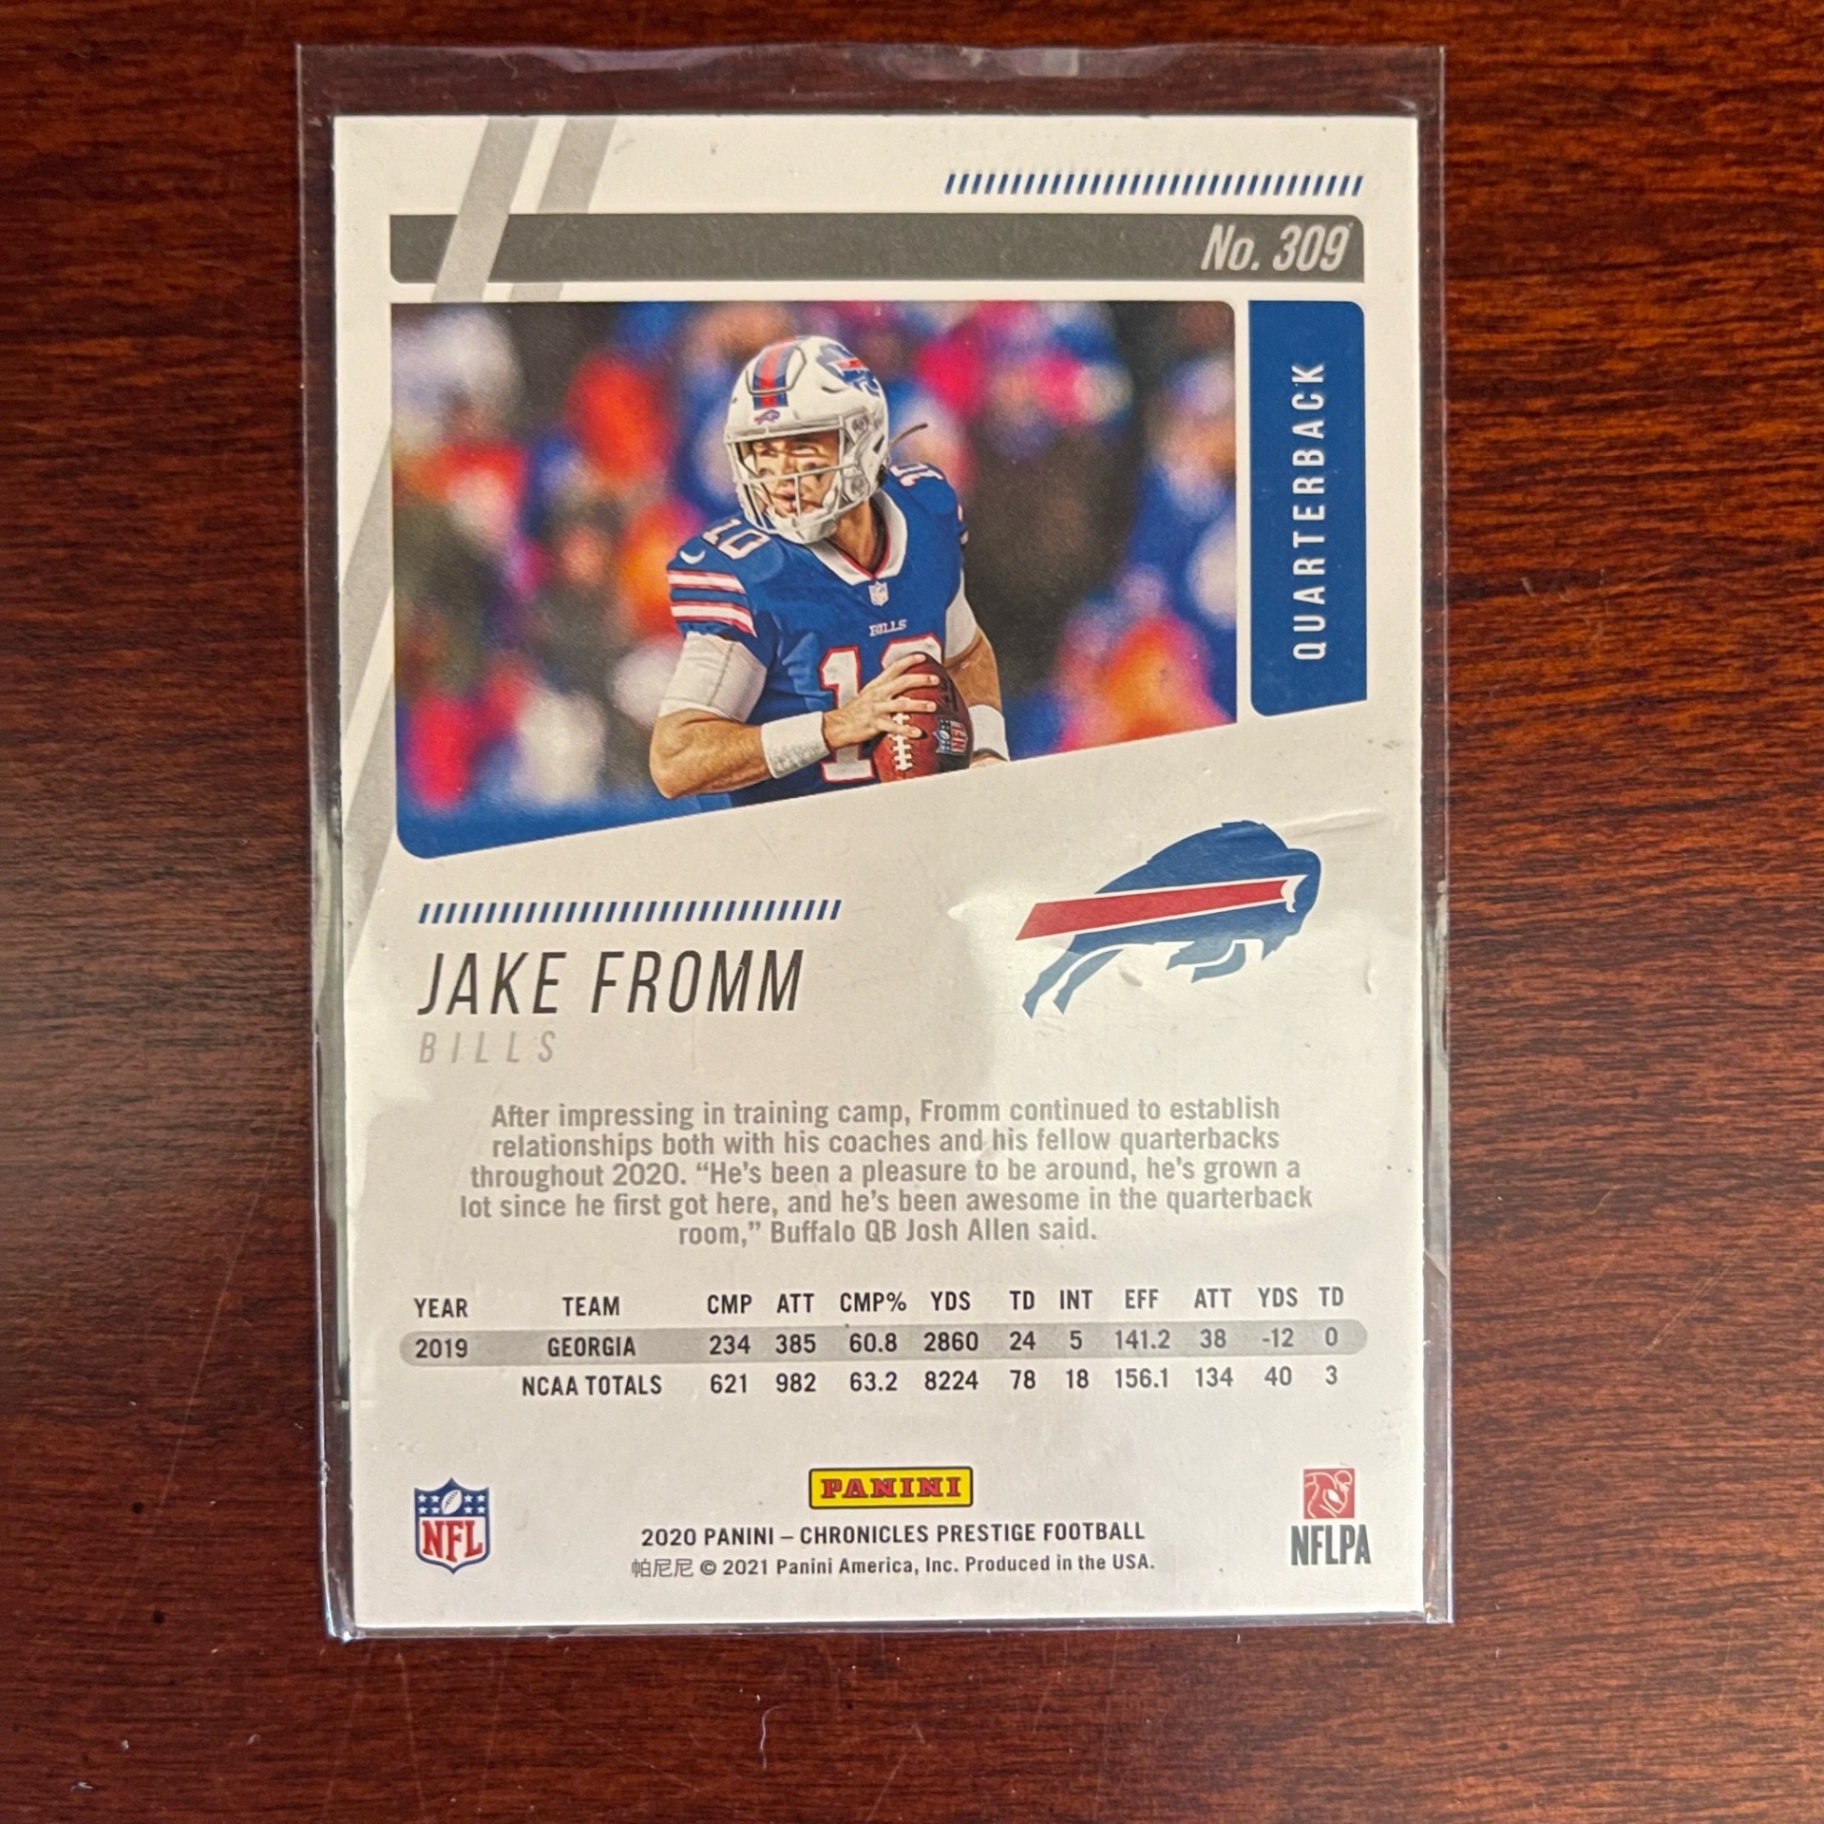 No. 309
QUARTERBACK
10
10
BILLS
10
NFL
JAKE FROMM
BILLS
After impressing in training camp, Fromm continued to establish
relationships both with his coaches and his fellow quarterbacks
throughout 2020. “He's been a pleasure to be around, he's grown a
lot since he first got here, and he's been awesome in the quarterback
room,” Buffalo QB Josh Allen said.
YEAR TEAM CMP ATT CMP% YDS TD INT EFF ATT YDS TD
2019 GEORGIA 234 385 60.8 2860 24 5 141.2 38 -12 0
NCAA TOTALS 621 982 63.2 8224 78 18 156.1 134 40 3
NFL
PANINI
NFLPA
2020 PANINI – CHRONICLES PRESTIGE FOOTBALL
帕尼尼 © 2021 Panini America, Inc. Produced in the USA.